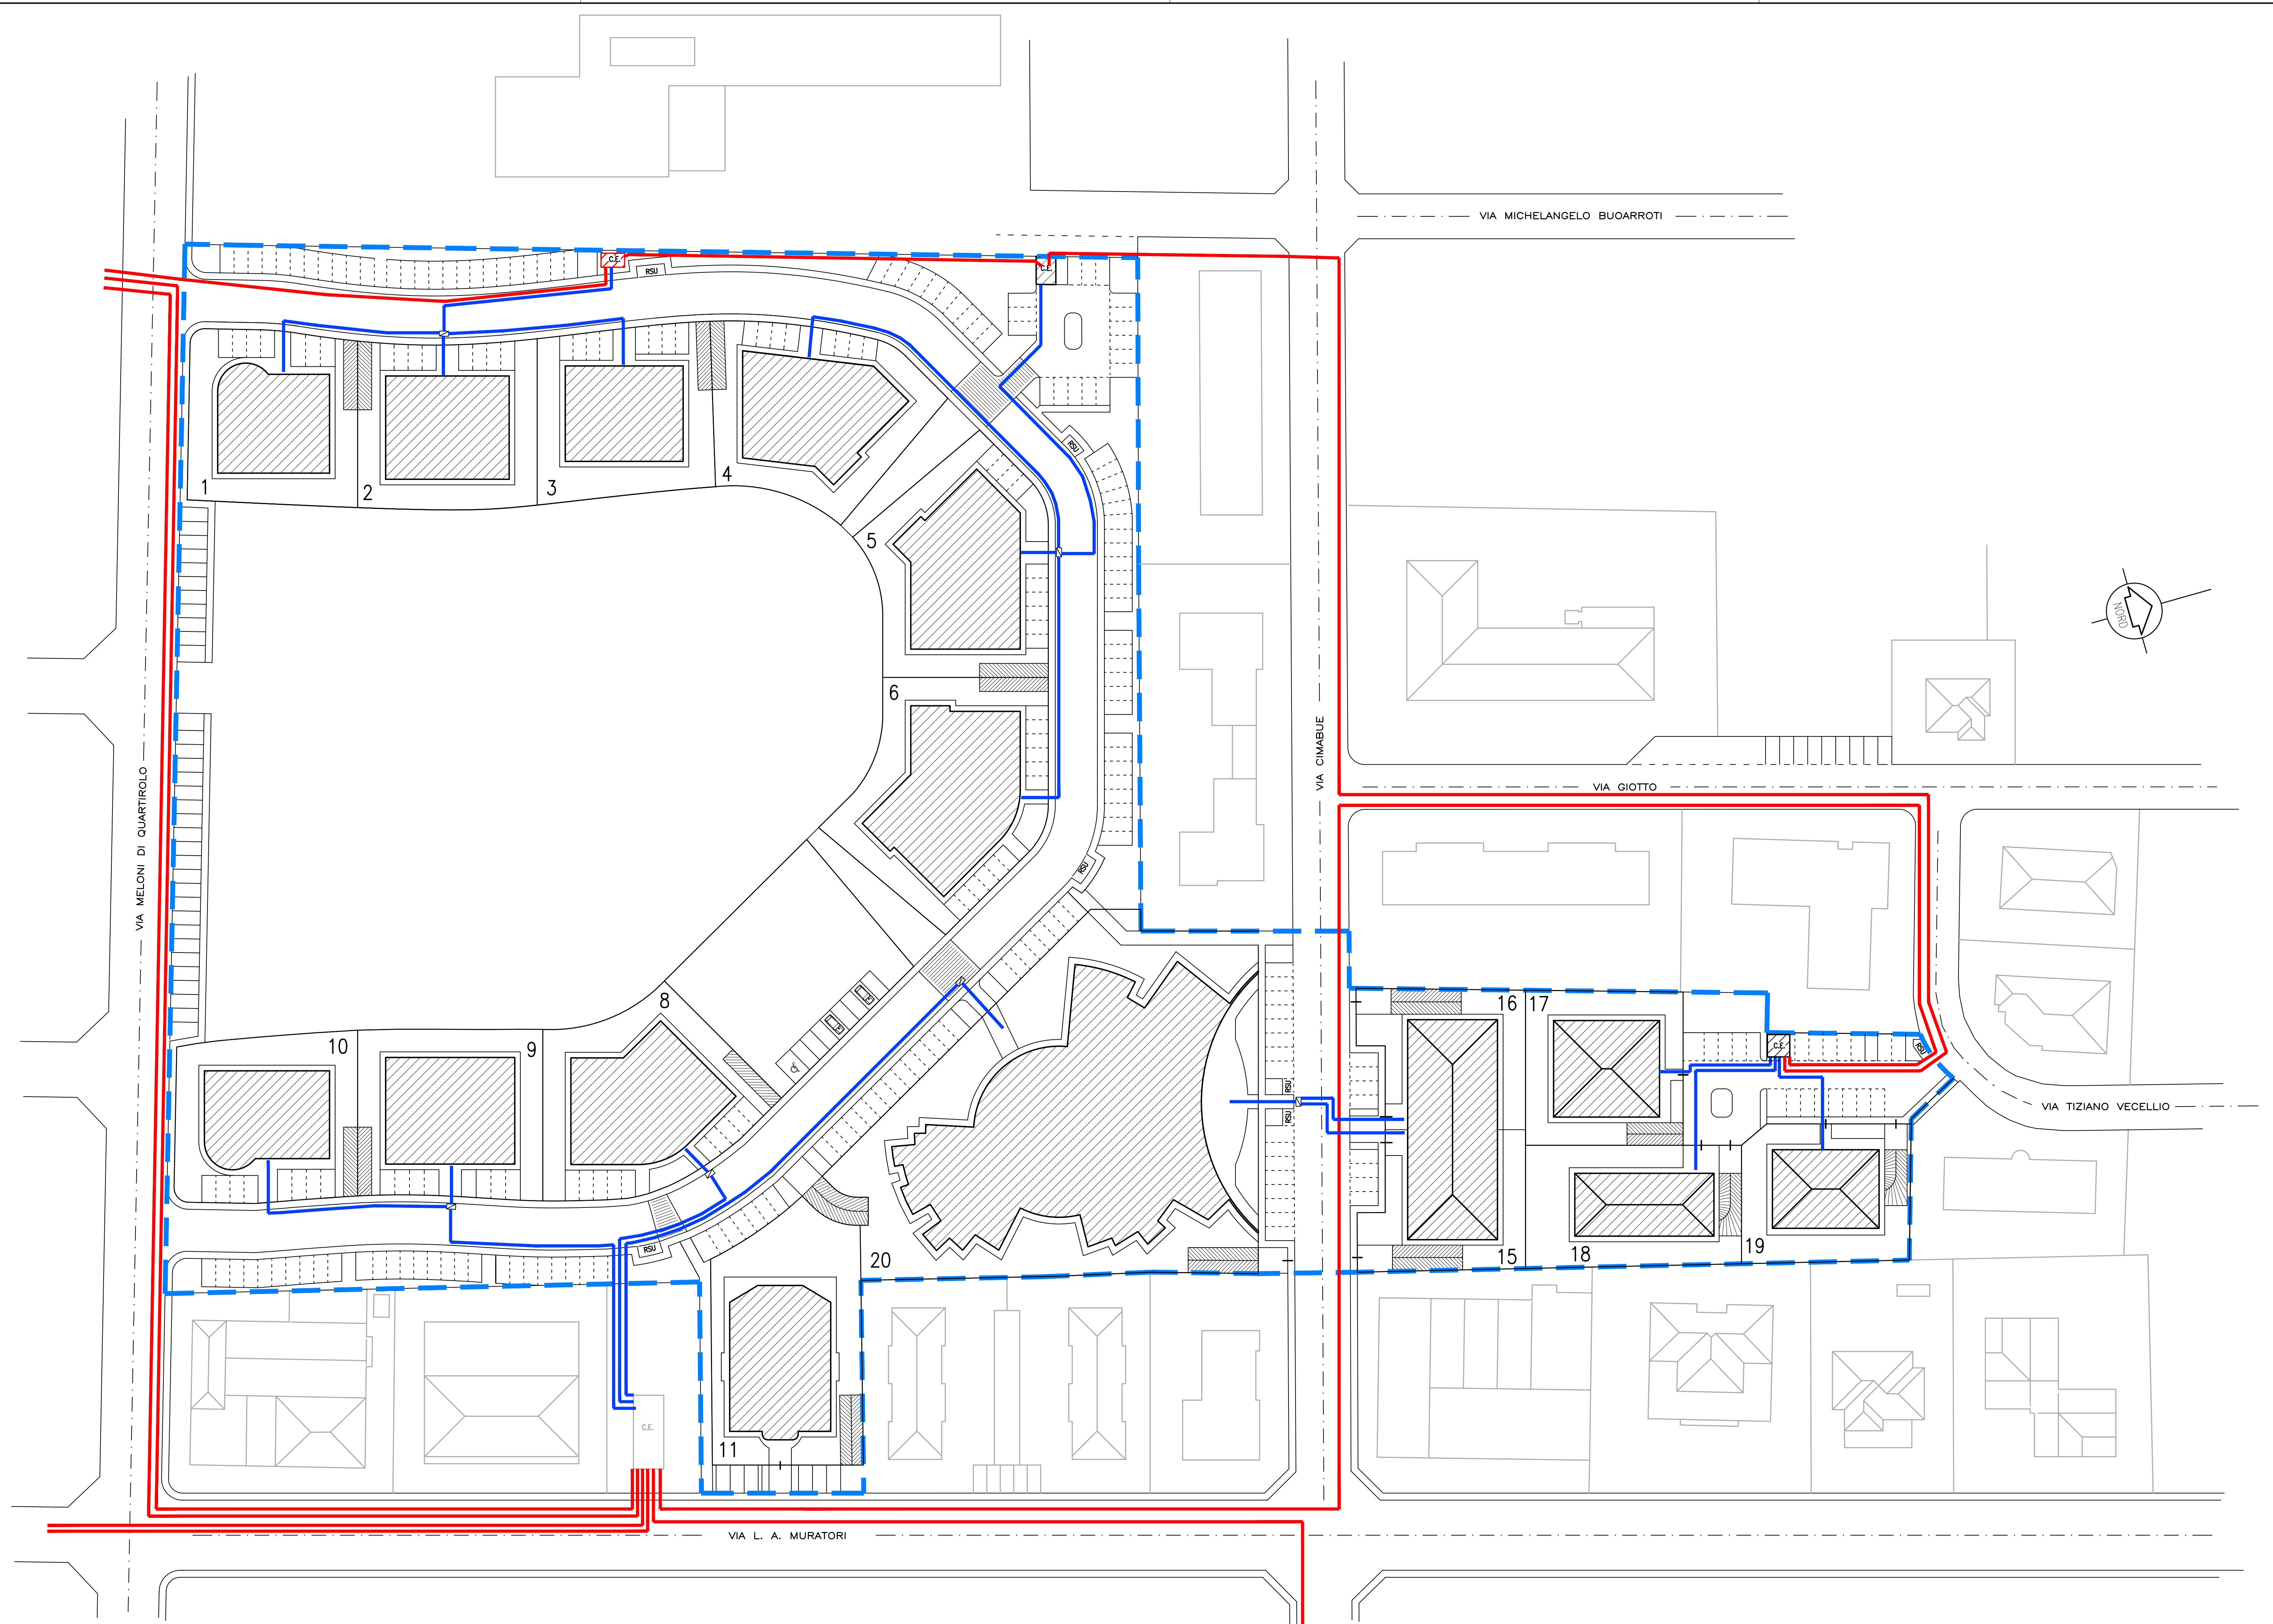 VIA MICHELANGELO BUOARROTI
C.E.
RSU
C.E.
RSU
1
2
3
4
5
NORD
6
VIA MELONI DI QUARTIROLO
VIA CIMABUE
VIA GIOTTO
RSU
8
16
17
10
9
C.E.
RSU
RSU
RSU
VIA TIZIANO VECELLIO
RSU
20
15
18
19
C.E.
11
VIA L. A. MURATORI